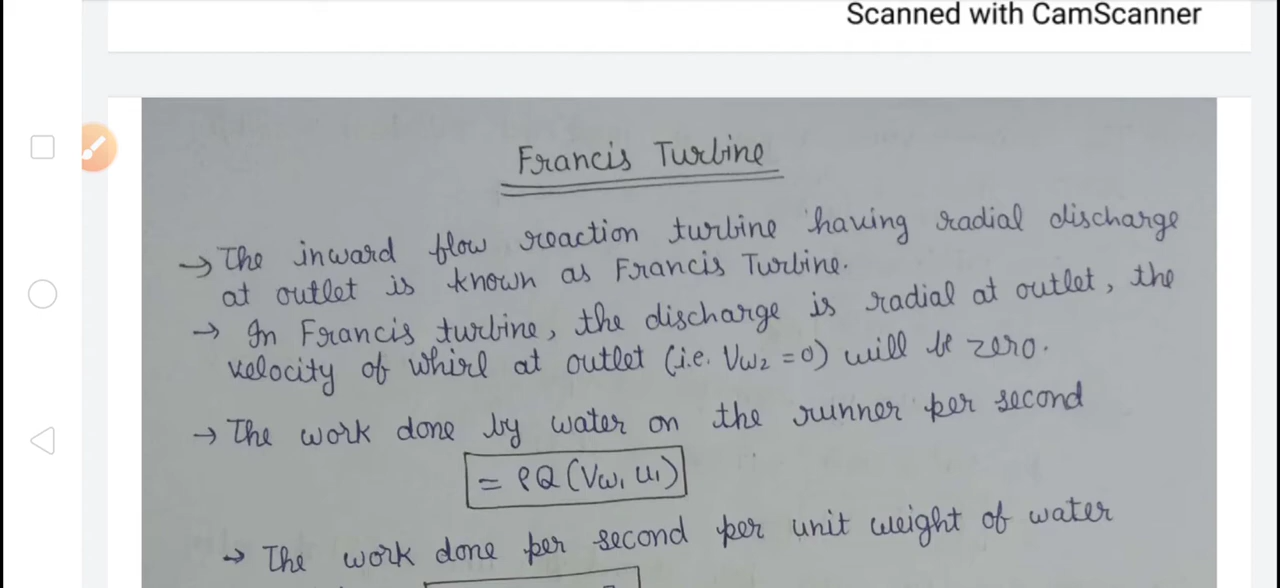 Scanned with CamScanner
Francis Turbine
→ The inward flow reaction turbine having radial discharge
at outlet is known as Francis Turbine.
→ In Francis turbine, the discharge is radial at outlet, the
velocity of whirl at outlet (i.e. Vw₂ = 0) will be zero.
→ The work done by water on the runner per second
= ρQ (Vw₁ u₁)
→ The work done per second per unit weight of water